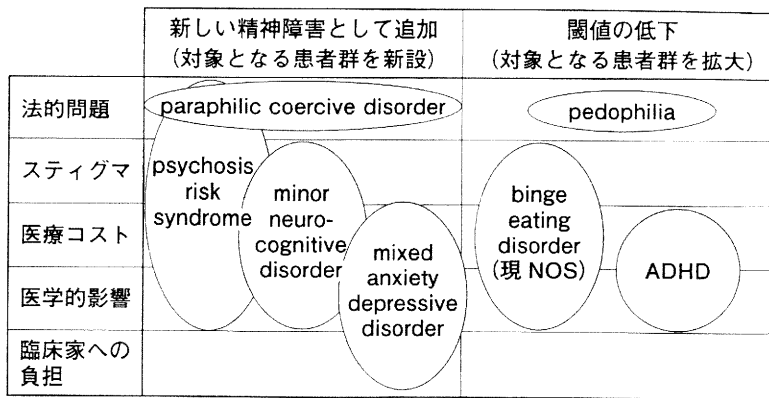 新しい精神障害として追加
(対象となる患者群を新設)
閾値の低下
(対象となる患者群を拡大)
法的問題
paraphilic coercive disorder
pedophilia
スティグマ
psychosis
risk
syndrome
minor
neuro-
cognitive
disorder
binge
eating
disorder
(現 NOS)
医療コスト
mixed
anxiety
depressive
disorder
ADHD
医学的影響
臨床家への
負担